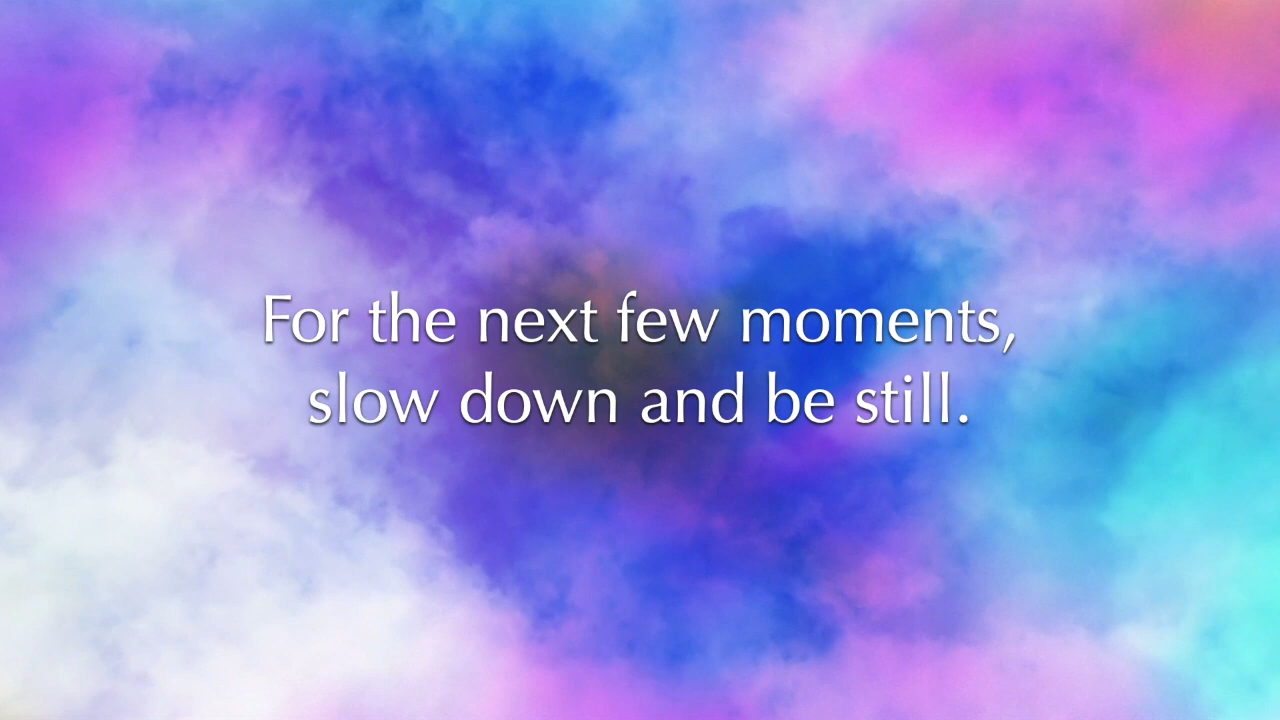 For the next few moments,
slow down and be still.